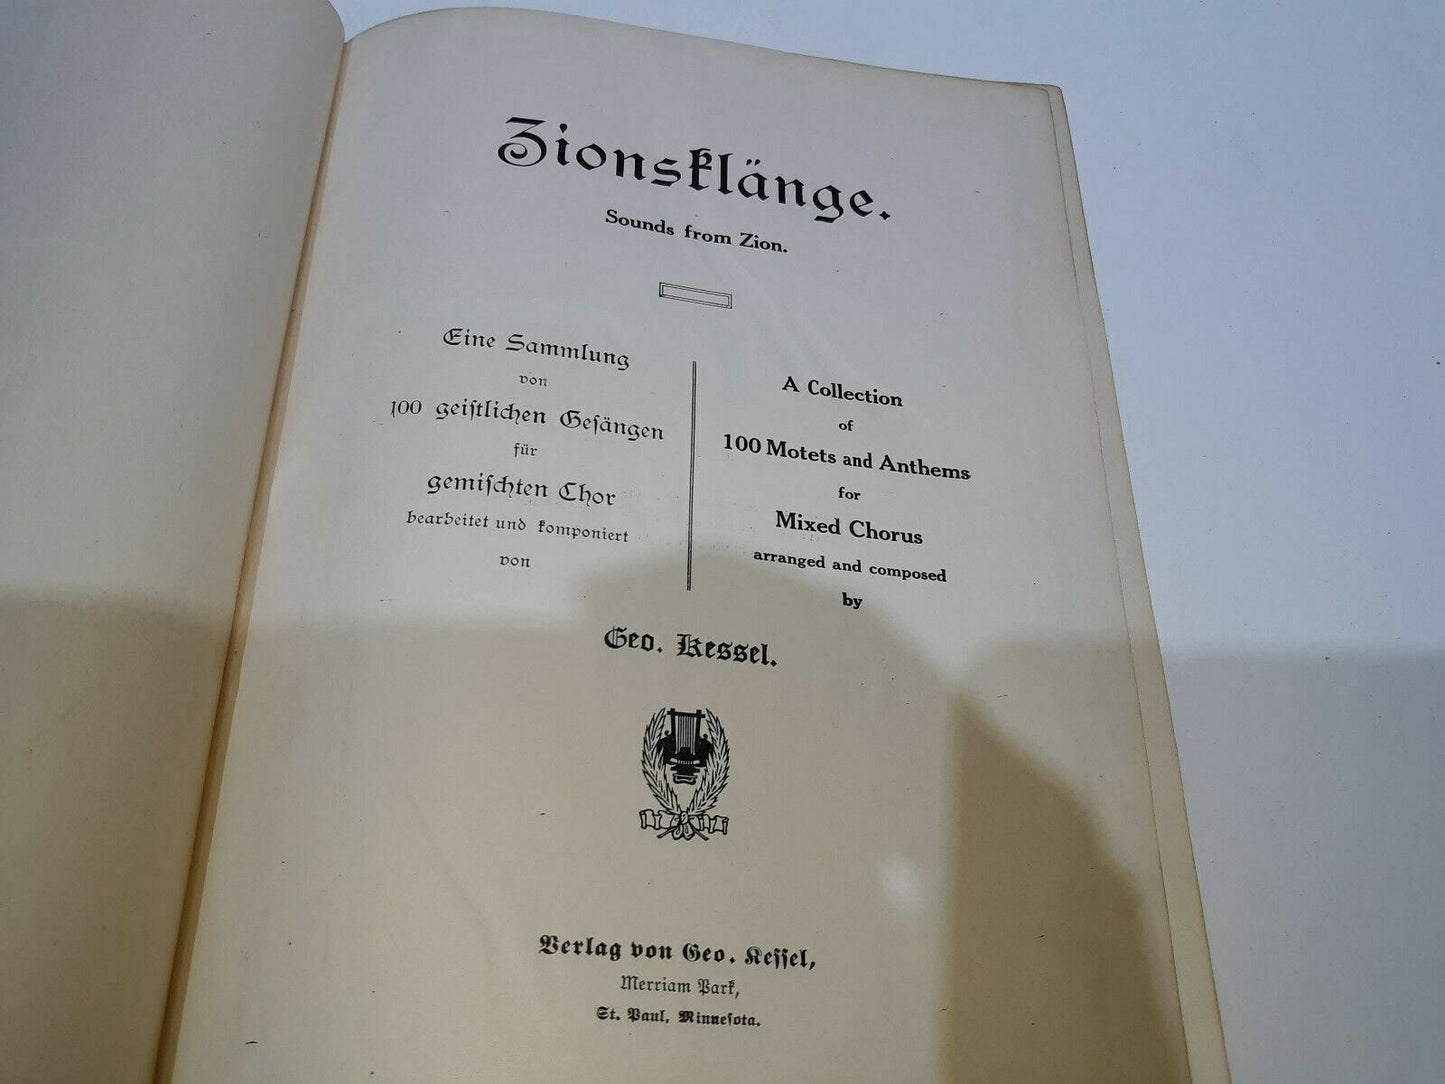 Zionsklänge.
Sounds from Zion.
Eine Sammlung
von
100 geiſtlichen Geſängen
für
gemiſchten Chor
bearbeitet und komponiert
von
A Collection
of
100 Motets and Anthems
for
Mixed Chorus
arranged and composed
by
Geo. Kessel.
Verlag von Geo. Keſſel,
Merriam Park,
St. Paul, Minneſota.